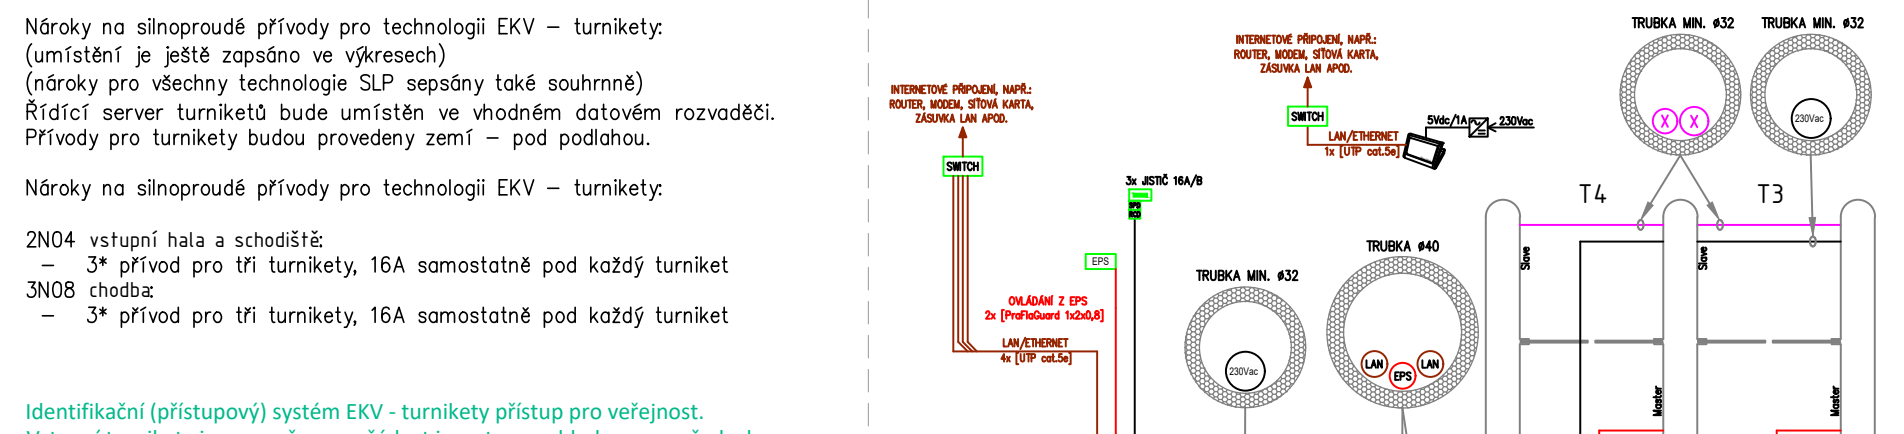 Nároky na silnoproudé přívody pro technologii EKV – turnikety:
(umístění je ještě zapsáno ve výkresech)
(nároky pro všechny technologie SLP sepsány také souhrnně)
Řídící server turniketů bude umístěn ve vhodném datovém rozvaděči.
Přívody pro turnikety budou provedeny zemí – pod podlahou.
Nároky na silnoproudé přívody pro technologii EKV – turnikety:
2N04 vstupní hala a schodiště:
– 3* přívod pro tři turnikety, 16A samostatně pod každý turniket
3N08 chodba:
– 3* přívod pro tři turnikety, 16A samostatně pod každý turniket
Identifikační (přístupový) systém EKV - turnikety přístup pro veřejnost.
INTERNETOVÉ PŘIPOJENÍ, NAPŘ.:
ROUTER, MODEM, SÍŤOVÁ KARTA,
ZÁSUVKA LAN APOD.
SWITCH
INTERNETOVÉ PŘIPOJENÍ, NAPŘ.:
ROUTER, MODEM, SÍŤOVÁ KARTA,
ZÁSUVKA LAN APOD.
SWITCH
LAN/ETHERNET
1x [UTP cat.5e]
5Vdc/1A
230Vac
3x JISTIČ 16A/B
EPS
OVLÁDÁNÍ Z EPS
2x [PraFlaGuard 1x2x0,8]
LAN/ETHERNET
4x [UTP cat.5e]
TRUBKA MIN. ø32
230Vac
TRUBKA ø40
LAN
EPS
LAN
TRUBKA MIN. ø32
X X
TRUBKA MIN. ø32
230Vac
T4
T3
Slave
Slave
Master
Master